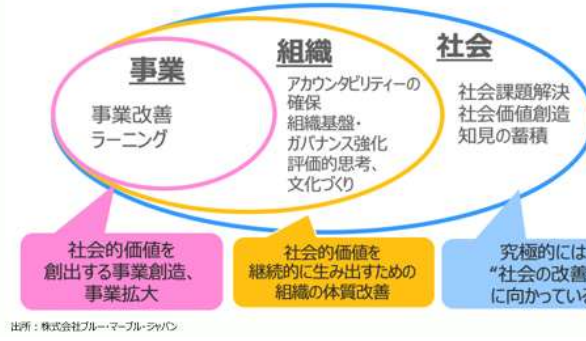 事業
事業改善
ラーニング
組織
アカウンタビリティーの
確保
組織基盤・
ガバナンス強化
評価的思考、
文化づくり
社会
社会課題解決
社会価値創造
知見の蓄積
社会的価値を
創出する事業創造、
事業拡大
社会的価値を
継続的に生み出すための
組織の体質改善
究極的には
“社会の改善
に向かっている
出所：株式会社ブルー・マーブル・ジャパン